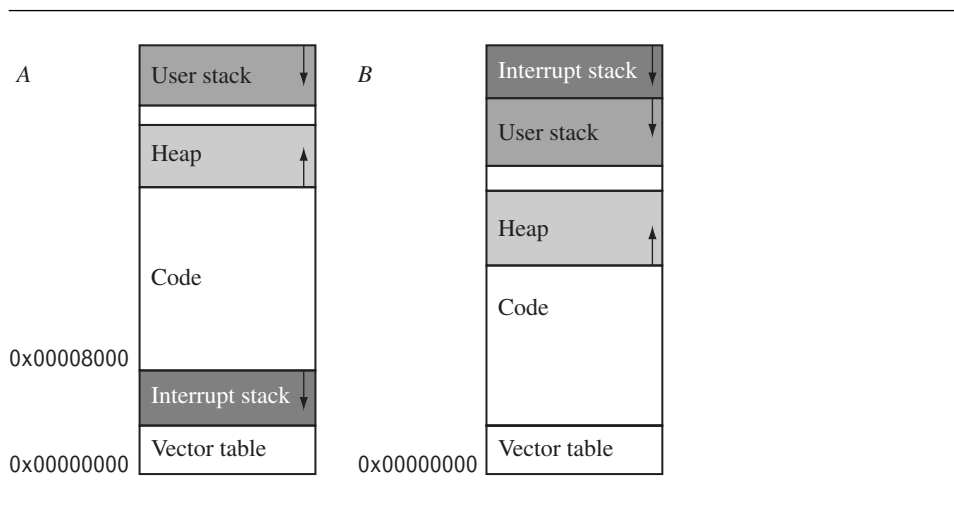 A
User stack
Heap
Code
0x00008000
Interrupt stack
Vector table
0x00000000
B
Interrupt stack
User stack
Heap
Code
Vector table
0x00000000